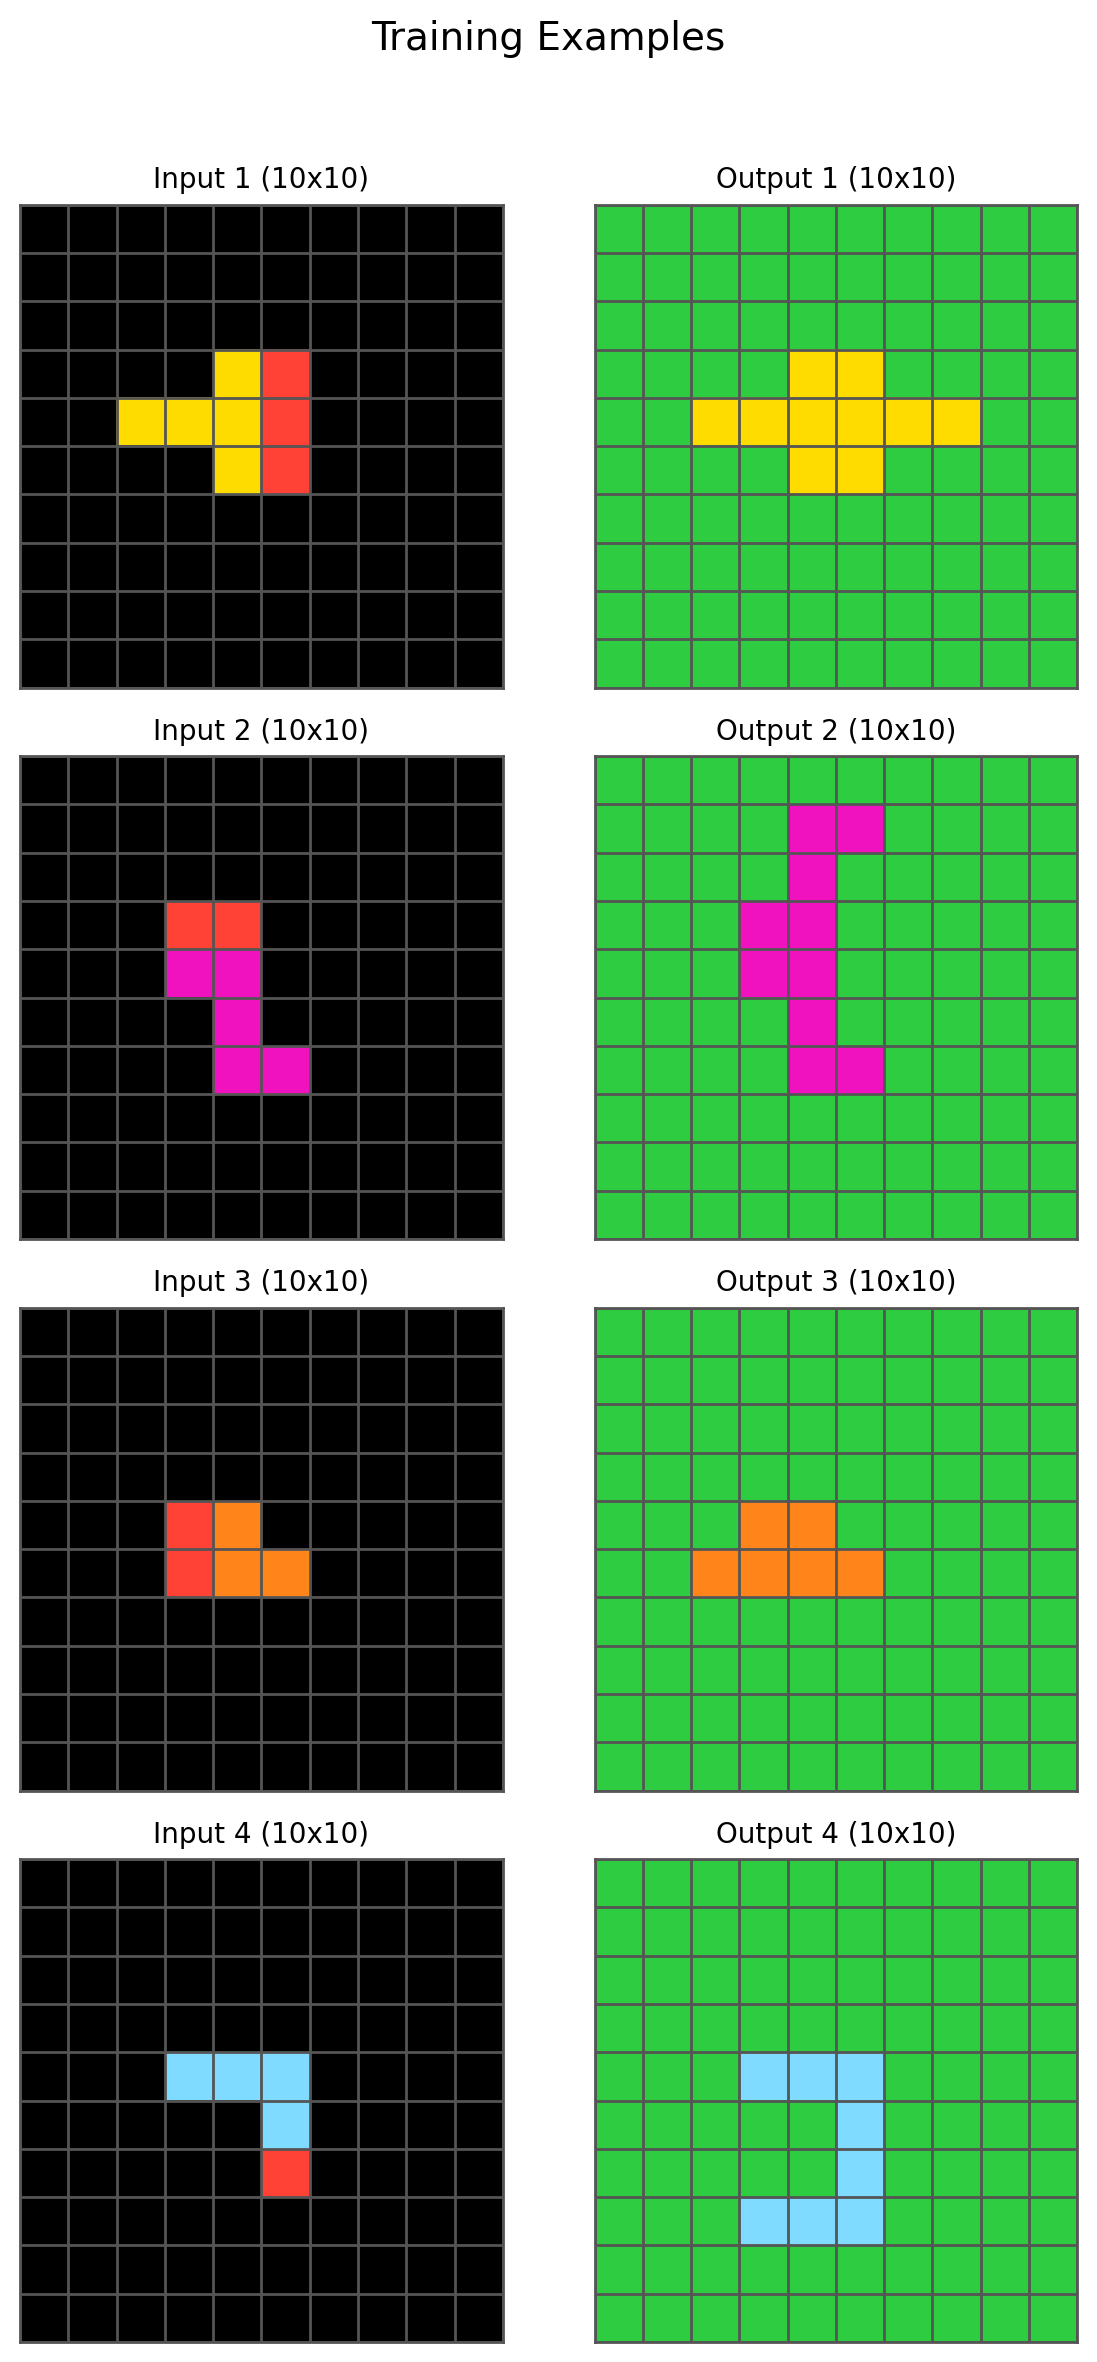 Training Examples
Input 1 (10x10)
Output 1 (10x10)
Input 2 (10x10)
Output 2 (10x10)
Input 3 (10x10)
Output 3 (10x10)
Input 4 (10x10)
Output 4 (10x10)